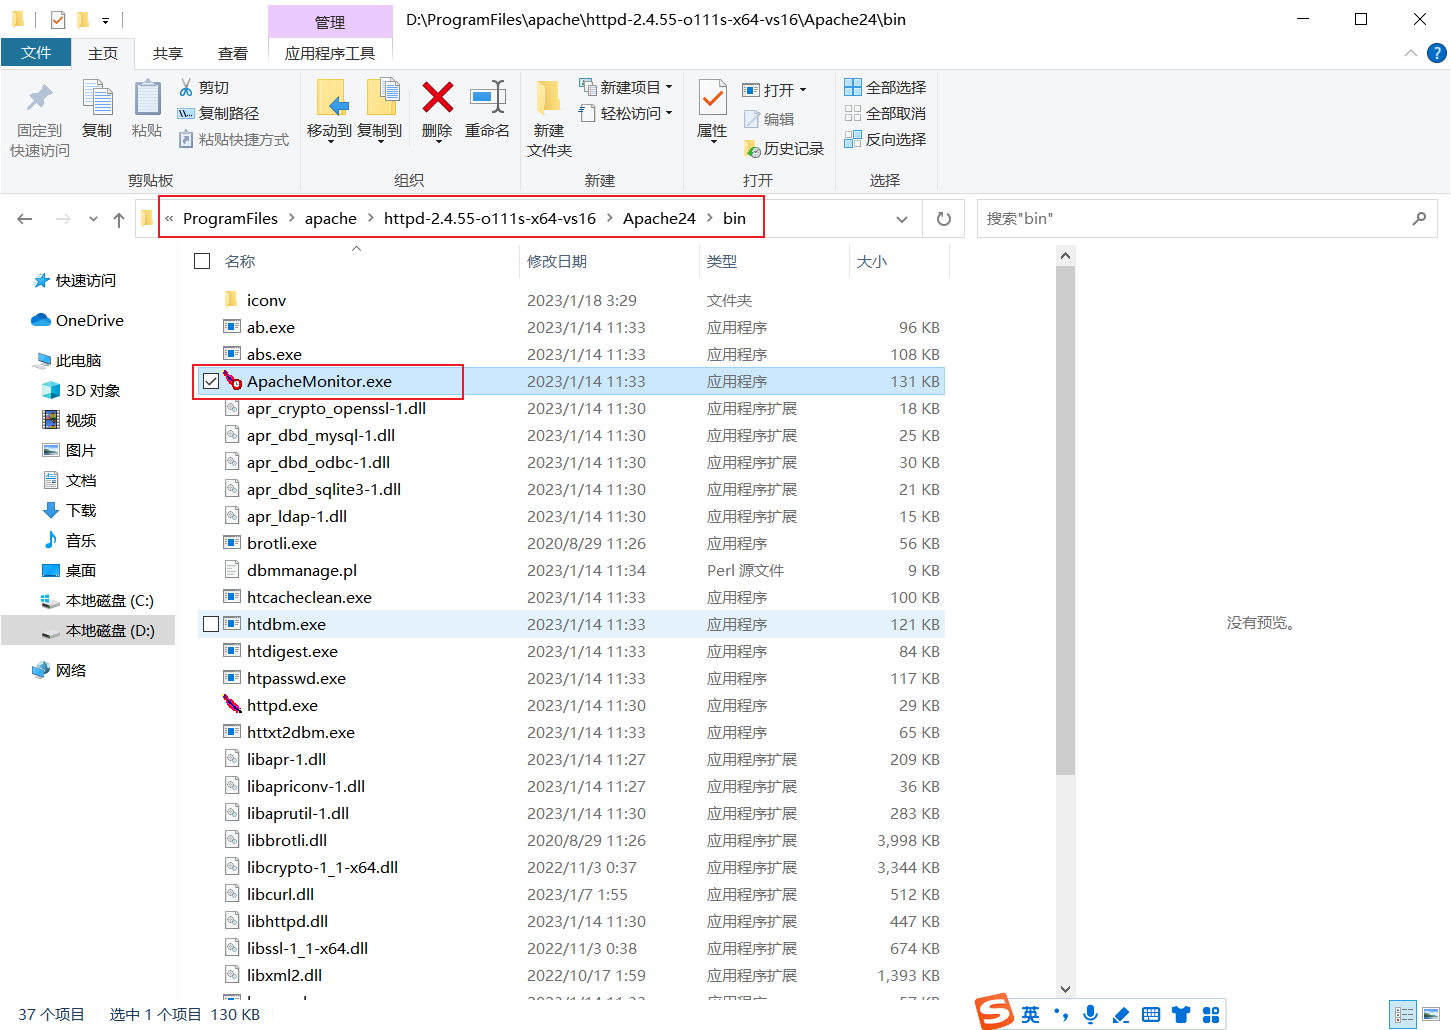 管理
D:\ProgramFiles\apache\httpd-2.4.55-o111s-x64-vs16\Apache24\bin
文件 主页 共享 查看 应用程序工具
固定到快速访问
复制
粘贴
剪切
复制路径
粘贴快捷方式
剪贴板
移动到
复制到
删除
重命名
组织
新建文件夹
新建项目
轻松访问
新建
属性
打开
编辑
历史记录
打开
全部选择
全部取消
反向选择
选择
« ProgramFiles > apache > httpd-2.4.55-o111s-x64-vs16 > Apache24 > bin
搜索"bin"
快速访问
OneDrive
此电脑
3D 对象
视频
图片
文档
下载
音乐
桌面
本地磁盘 (C:)
本地磁盘 (D:)
网络
名称 修改日期 类型 大小
iconv 2023/1/18 3:29 文件夹
ab.exe 2023/1/14 11:33 应用程序 96 KB
abs.exe 2023/1/14 11:33 应用程序 108 KB
ApacheMonitor.exe 2023/1/14 11:33 应用程序 131 KB
apr_crypto_openssl-1.dll 2023/1/14 11:30 应用程序扩展 18 KB
apr_dbd_mysql-1.dll 2023/1/14 11:30 应用程序扩展 25 KB
apr_dbd_odbc-1.dll 2023/1/14 11:30 应用程序扩展 30 KB
apr_dbd_sqlite3-1.dll 2023/1/14 11:30 应用程序扩展 21 KB
apr_ldap-1.dll 2023/1/14 11:30 应用程序扩展 15 KB
brotli.exe 2020/8/29 11:26 应用程序 56 KB
dbmmanage.pl 2023/1/14 11:34 Perl 源文件 9 KB
htcacheclean.exe 2023/1/14 11:33 应用程序 100 KB
htdbm.exe 2023/1/14 11:33 应用程序 121 KB
htdigest.exe 2023/1/14 11:33 应用程序 84 KB
htpasswd.exe 2023/1/14 11:33 应用程序 117 KB
httpd.exe 2023/1/14 11:30 应用程序 29 KB
httxt2dbm.exe 2023/1/14 11:33 应用程序 65 KB
libapr-1.dll 2023/1/14 11:27 应用程序扩展 209 KB
libapriconv-1.dll 2023/1/14 11:27 应用程序扩展 36 KB
libaprutil-1.dll 2023/1/14 11:30 应用程序扩展 283 KB
libbrotli.dll 2020/8/29 11:26 应用程序扩展 3,998 KB
libcrypto-1_1-x64.dll 2022/11/3 0:37 应用程序扩展 3,344 KB
libcurl.dll 2023/1/7 1:55 应用程序扩展 512 KB
libhttpd.dll 2023/1/14 11:30 应用程序扩展 447 KB
libssl-1_1-x64.dll 2022/11/3 0:38 应用程序扩展 674 KB
libxml2.dll 2022/10/17 1:59 应用程序扩展 1,393 KB
没有预览。
37 个项目 选中 1 个项目 130 KB
英